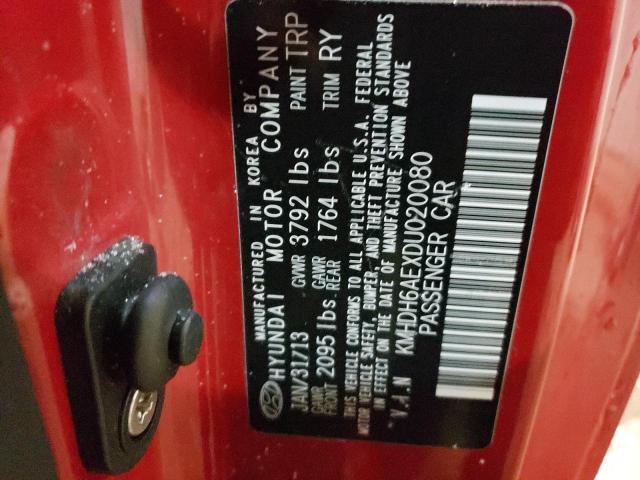 MANUFACTURED IN KOREA BY
HYUNDAI MOTOR COMPANY
JAN/31/13 GVWR 3792 lbs PAINT TRP
GAWR FRONT 2095 lbs GAWR REAR 1764 lbs TRIM RY
THIS VEHICLE CONFORMS TO ALL APPLICABLE U.S.A. FEDERAL
MOTOR VEHICLE SAFETY, BUMPER, AND THEFT PREVENTION STANDARDS
IN EFFECT ON THE DATE OF MANUFACTURE SHOWN ABOVE
V.I.N KMHDH6AEXDU020080
PASSENGER CAR